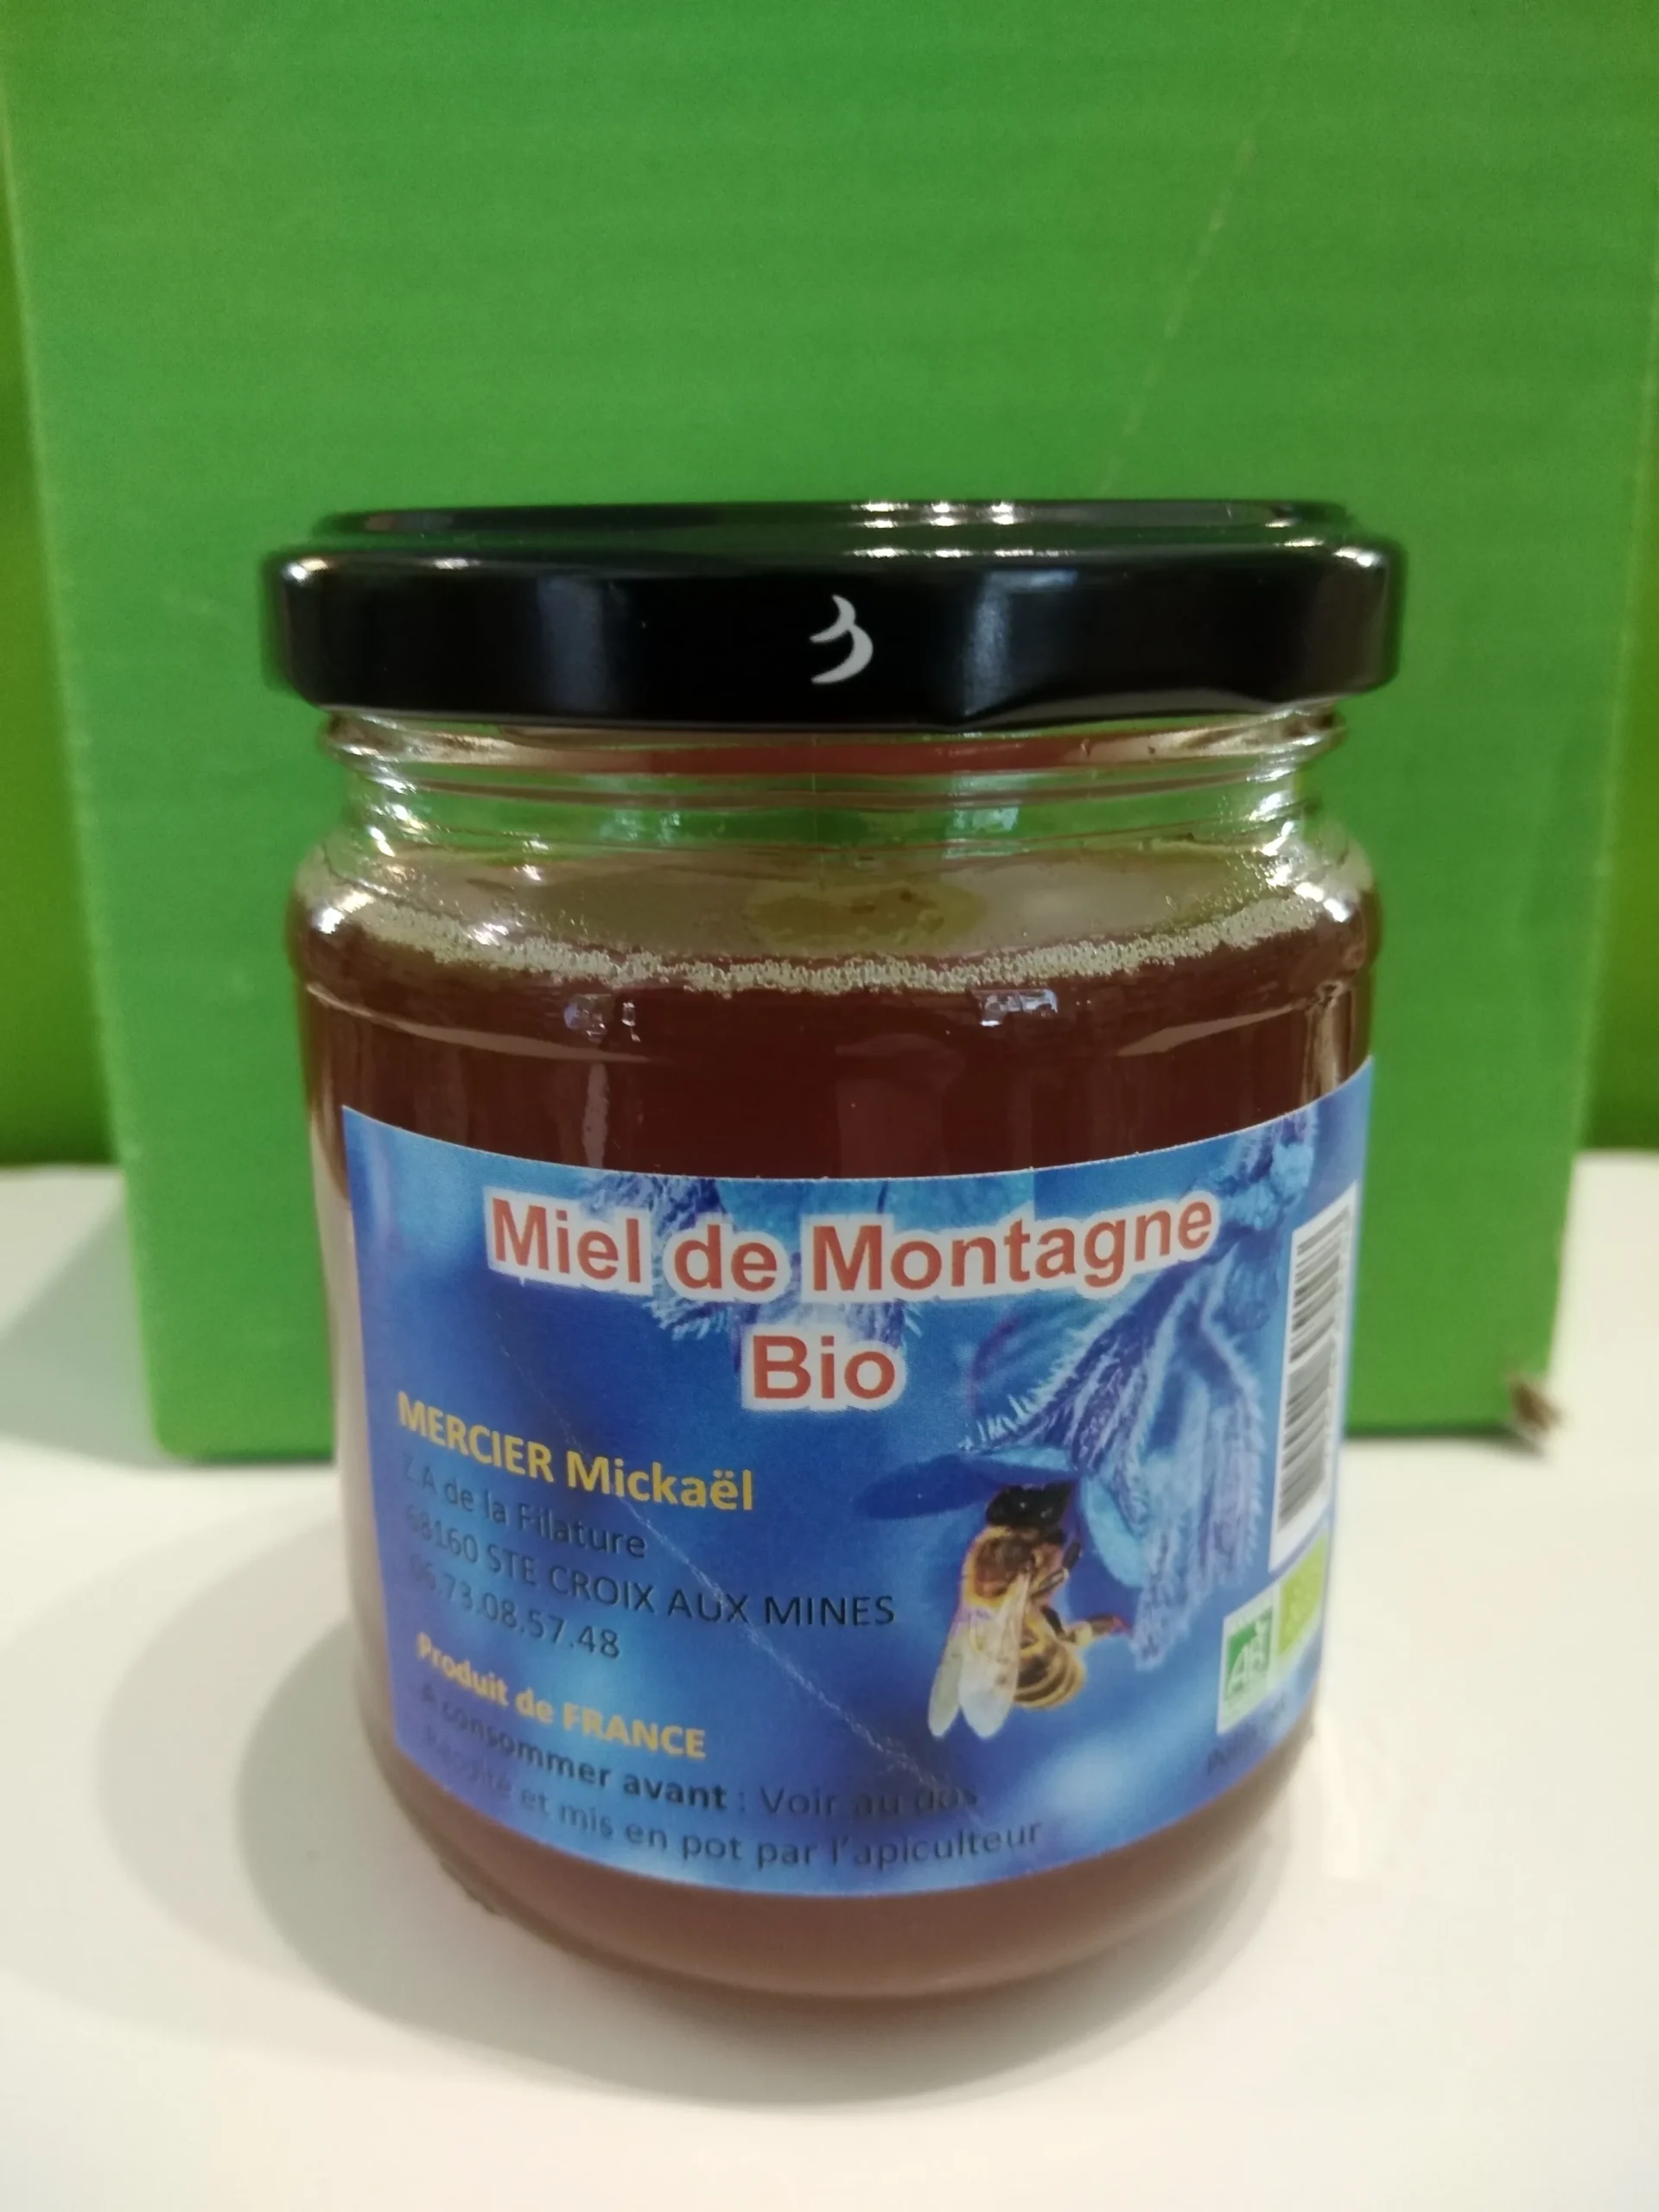 Miel de Montagne
Bio
MERCIER Mickaël
Z.A de la Filature
68160 STE CROIX AUX MINES
06.73.08.57.48
Produit de FRANCE
A consommer avant : Voir au dos
Récolté et mis en pot par l'apiculteur
AB